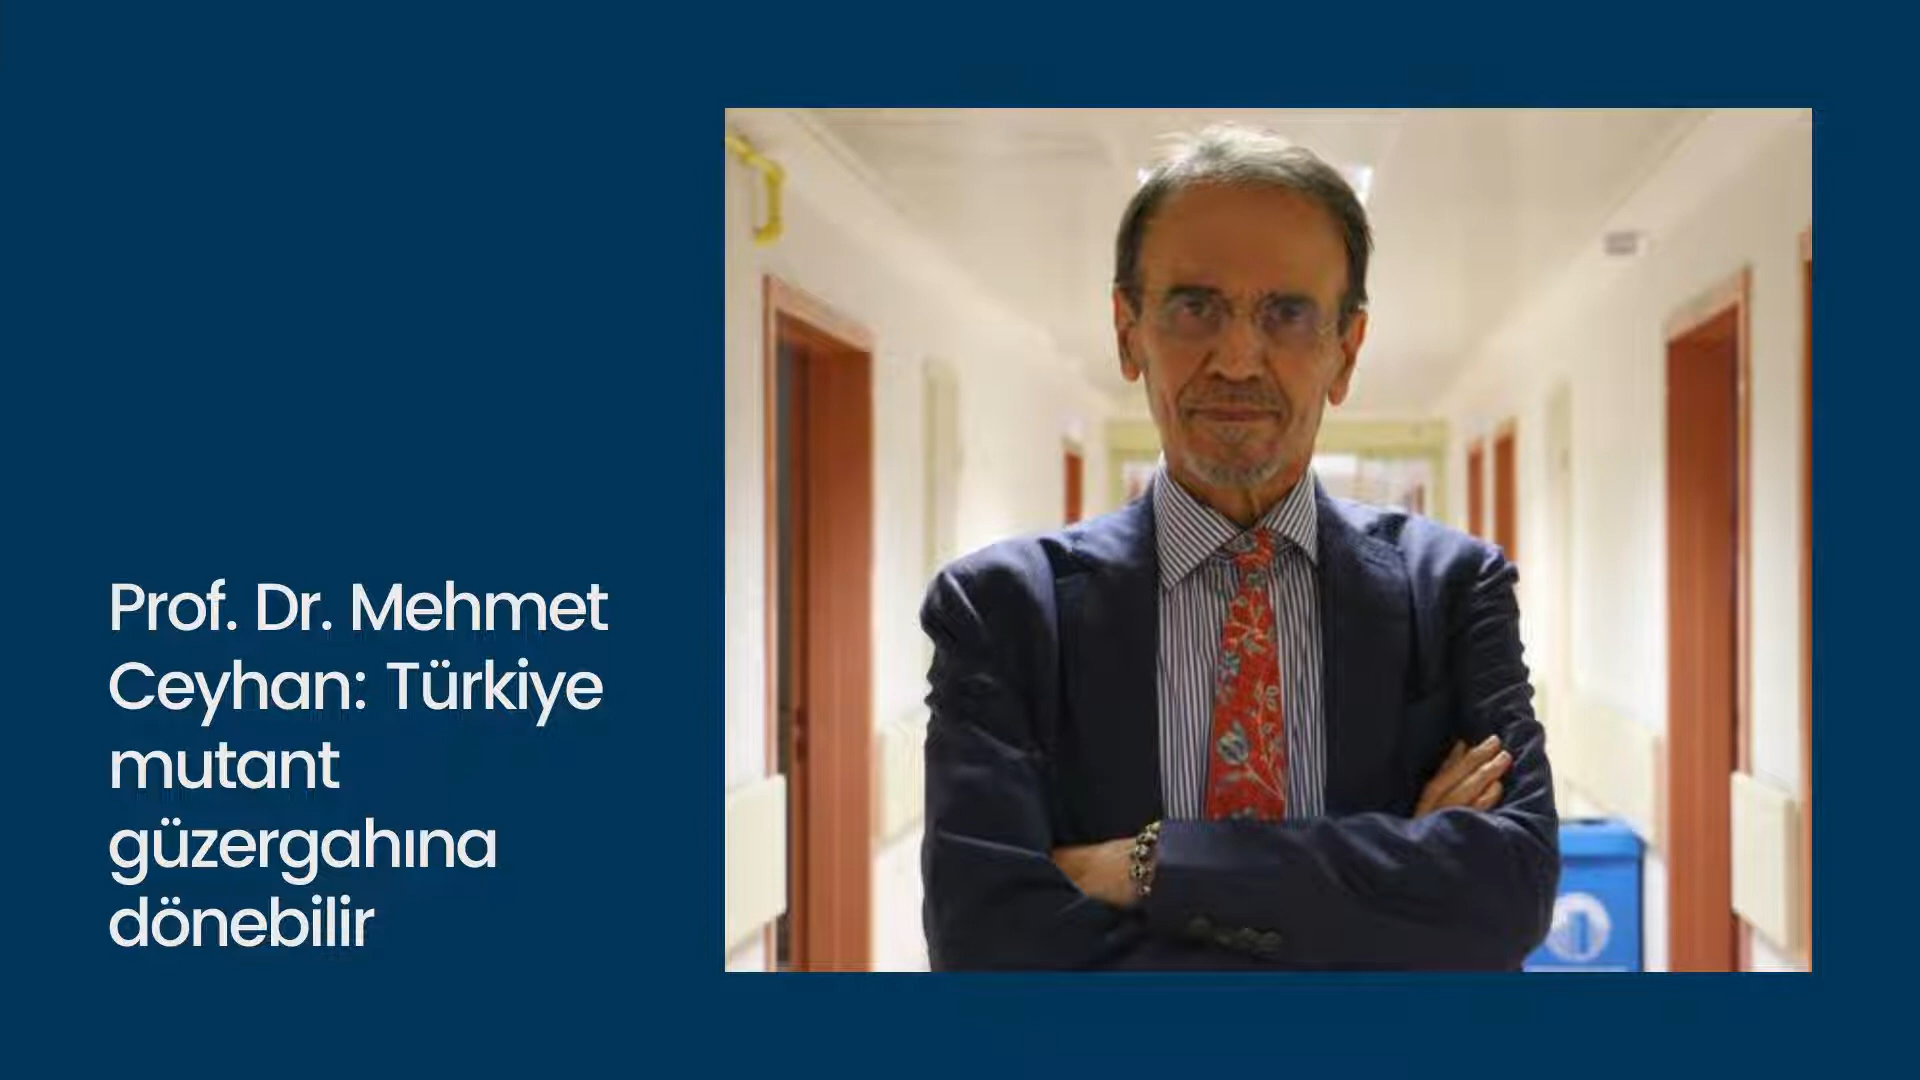 Prof. Dr. Mehmet
Ceyhan: Türkiye
mutant
güzergahına
dönebilir